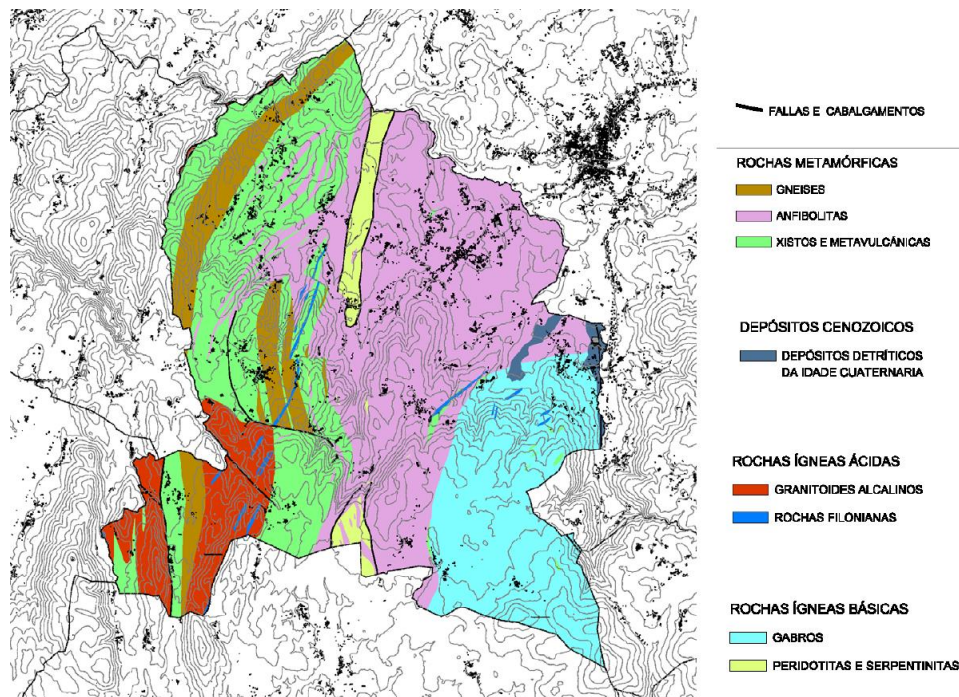 FALLAS E CABALGAMENTOS
ROCHAS METAMÓRFICAS
GNEISES
ANFIBOLITAS
XISTOS E METAVULCÁNICAS
DEPÓSITOS CENOZOICOS
DEPÓSITOS DETRÍTICOS
DA IDADE CUATERNARIA
ROCHAS ÍGNEAS ÁCIDAS
GRANITOIDES ALCALINOS
ROCHAS FILONIANAS
ROCHAS ÍGNEAS BÁSICAS
GABROS
PERIDOTITAS E SERPENTINITAS